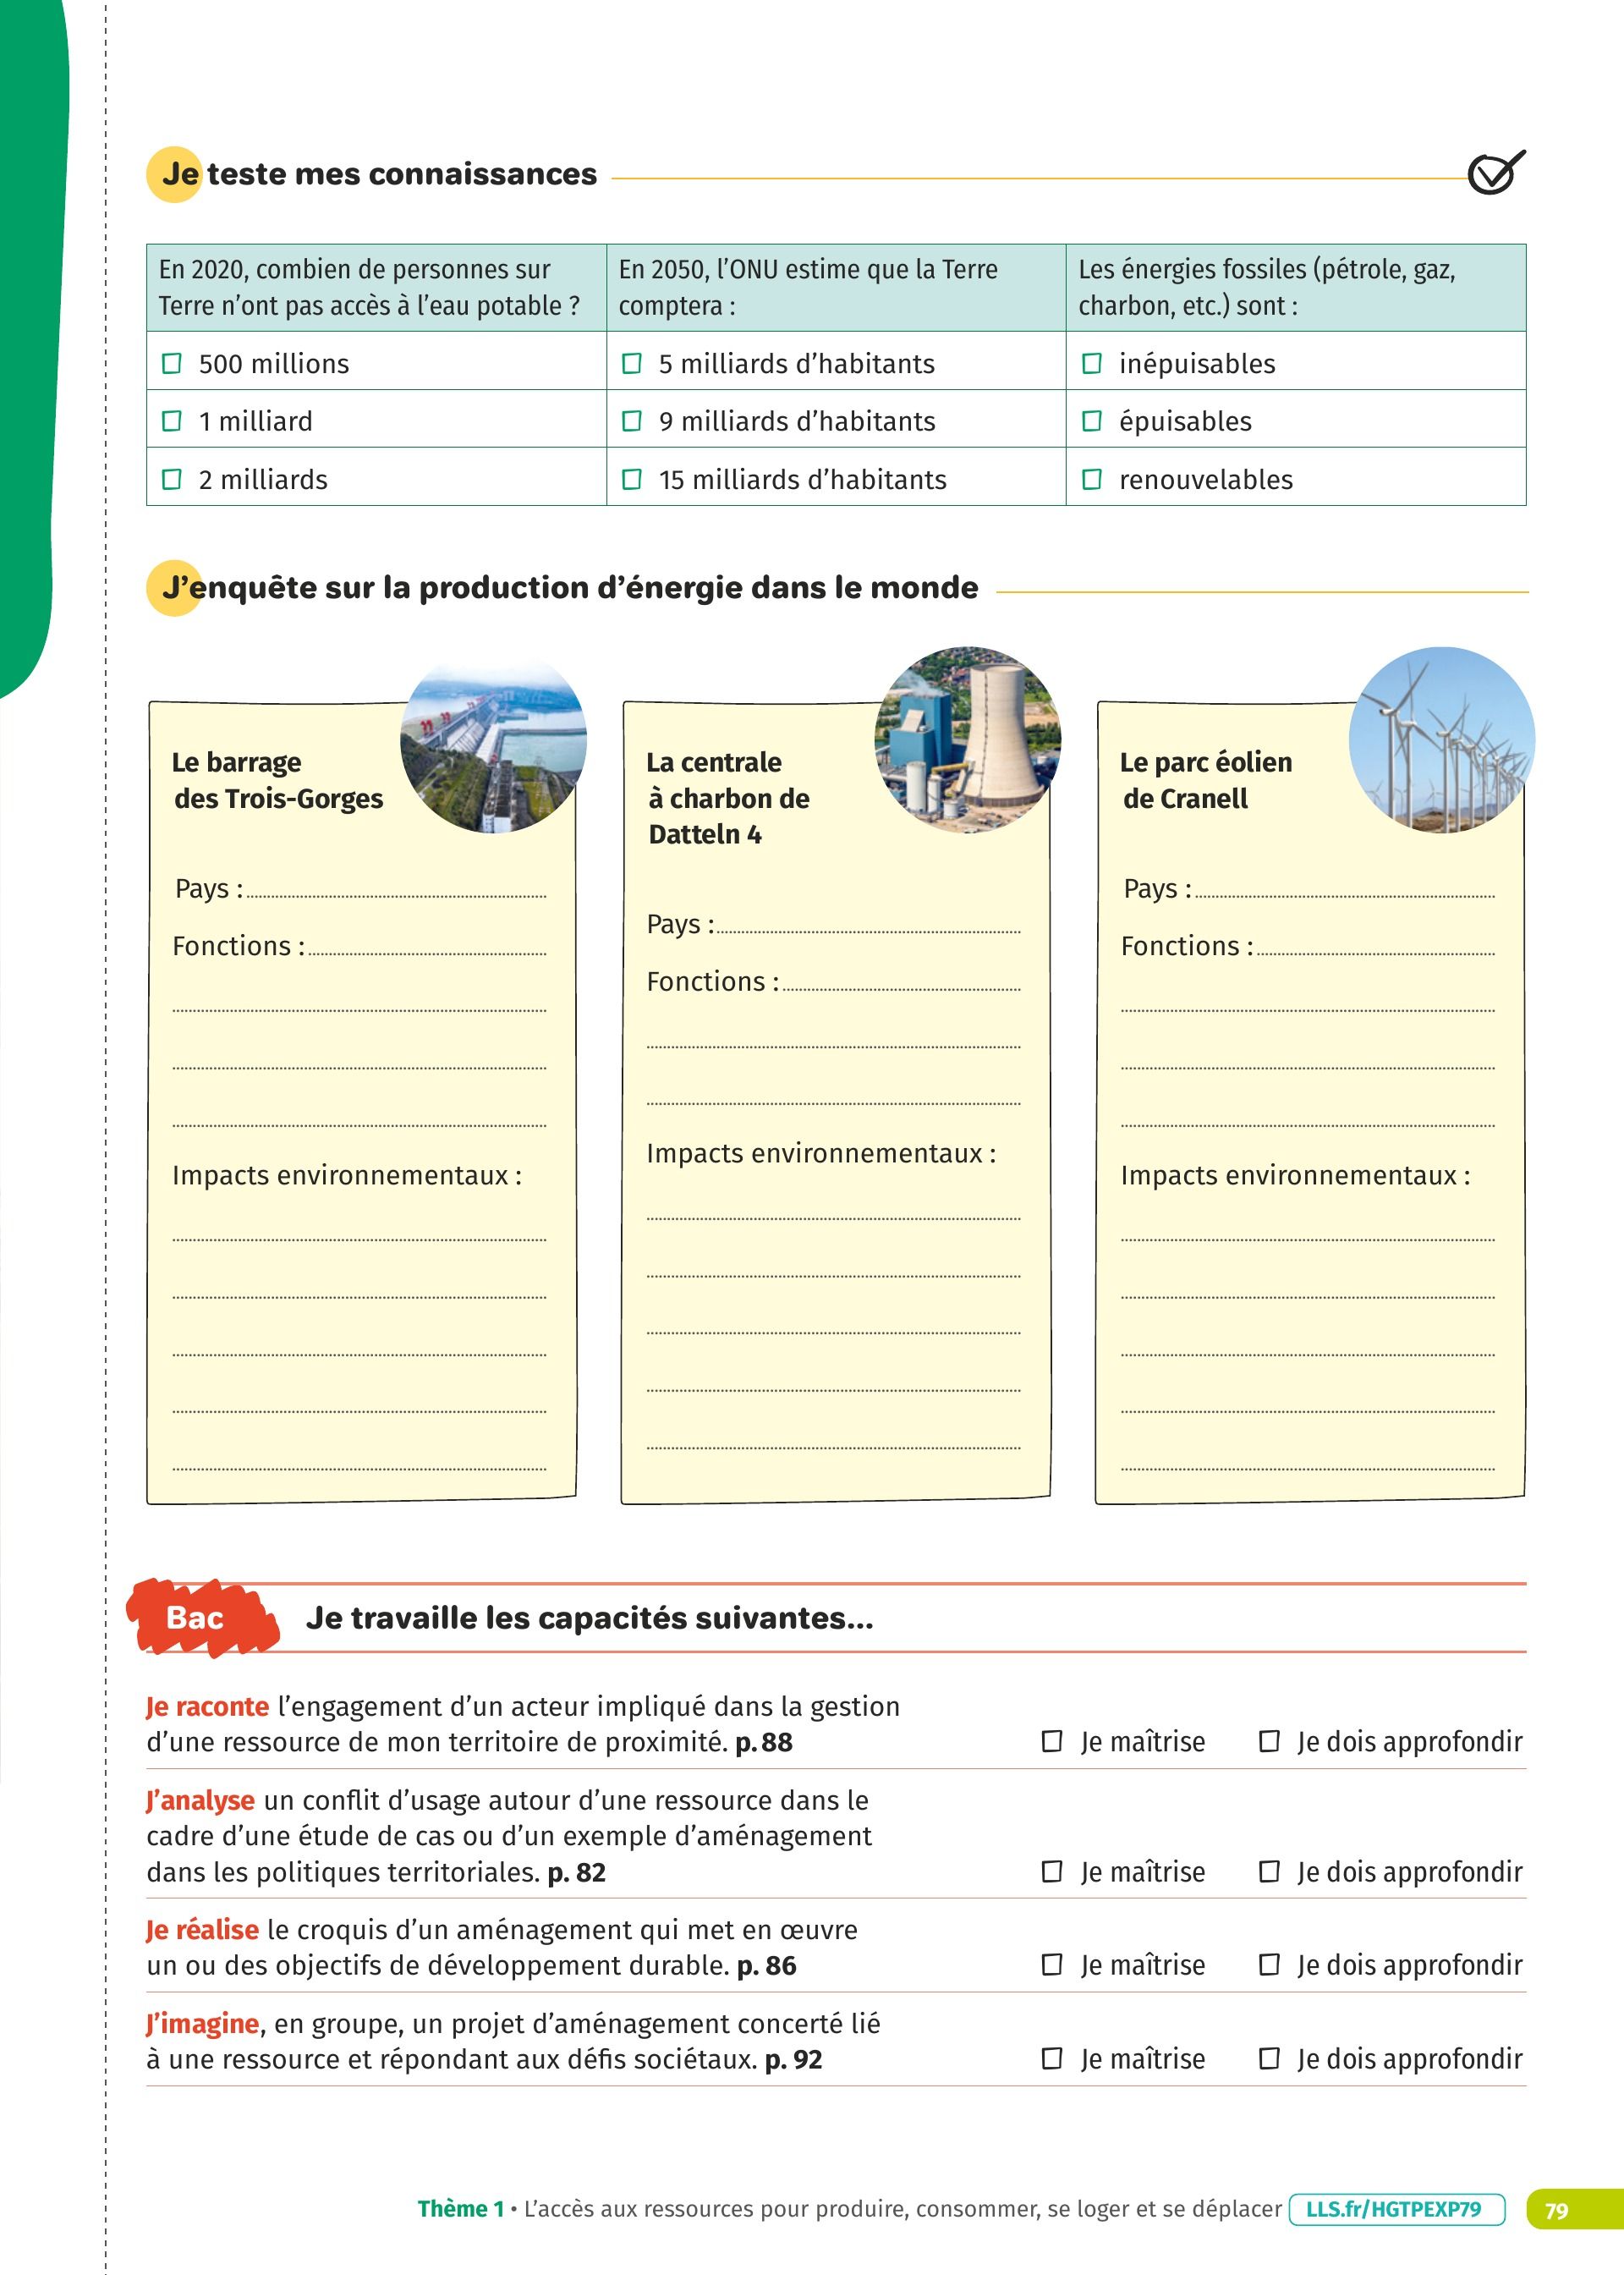 Je teste mes connaissances
En 2020, combien de personnes sur
Terre n'ont pas accès à l'eau potable ?
500 millions
1 milliard
2 milliards
En 2050, l'ONU estime que la Terre
comptera :
5 milliards d'habitants
9 milliards d'habitants
15 milliards d'habitants
Les énergies fossiles (pétrole, gaz,
charbon, etc.) sont :
inépuisables
épuisables
renouvelables
J'enquête sur la production d'énergie dans le monde
Le barrage
des Trois-Gorges
Pays :
Fonctions :
Impacts environnementaux :
La centrale
à charbon de
Datteln 4
Pays :
Fonctions :
Impacts environnementaux :
Le parc éolien
de Cranell
Pays :
Fonctions :
Impacts environnementaux :
Bac Je travaille les capacités suivantes...
Je raconte l'engagement d'un acteur impliqué dans la gestion
d'une ressource de mon territoire de proximité. p. 88 Je maîtrise Je dois approfondir
J'analyse un conflit d'usage autour d'une ressource dans le
cadre d'une étude de cas ou d'un exemple d'aménagement
dans les politiques territoriales. p. 82 Je maîtrise Je dois approfondir
Je réalise le croquis d'un aménagement qui met en œuvre
un ou des objectifs de développement durable. p. 86 Je maîtrise Je dois approfondir
J'imagine, en groupe, un projet d'aménagement concerté lié
à une ressource et répondant aux défis sociétaux. p. 92 Je maîtrise Je dois approfondir
Thème 1 • L'accès aux ressources pour produire, consommer, se loger et se déplacer LLS.fr/HGTPEXP79 79